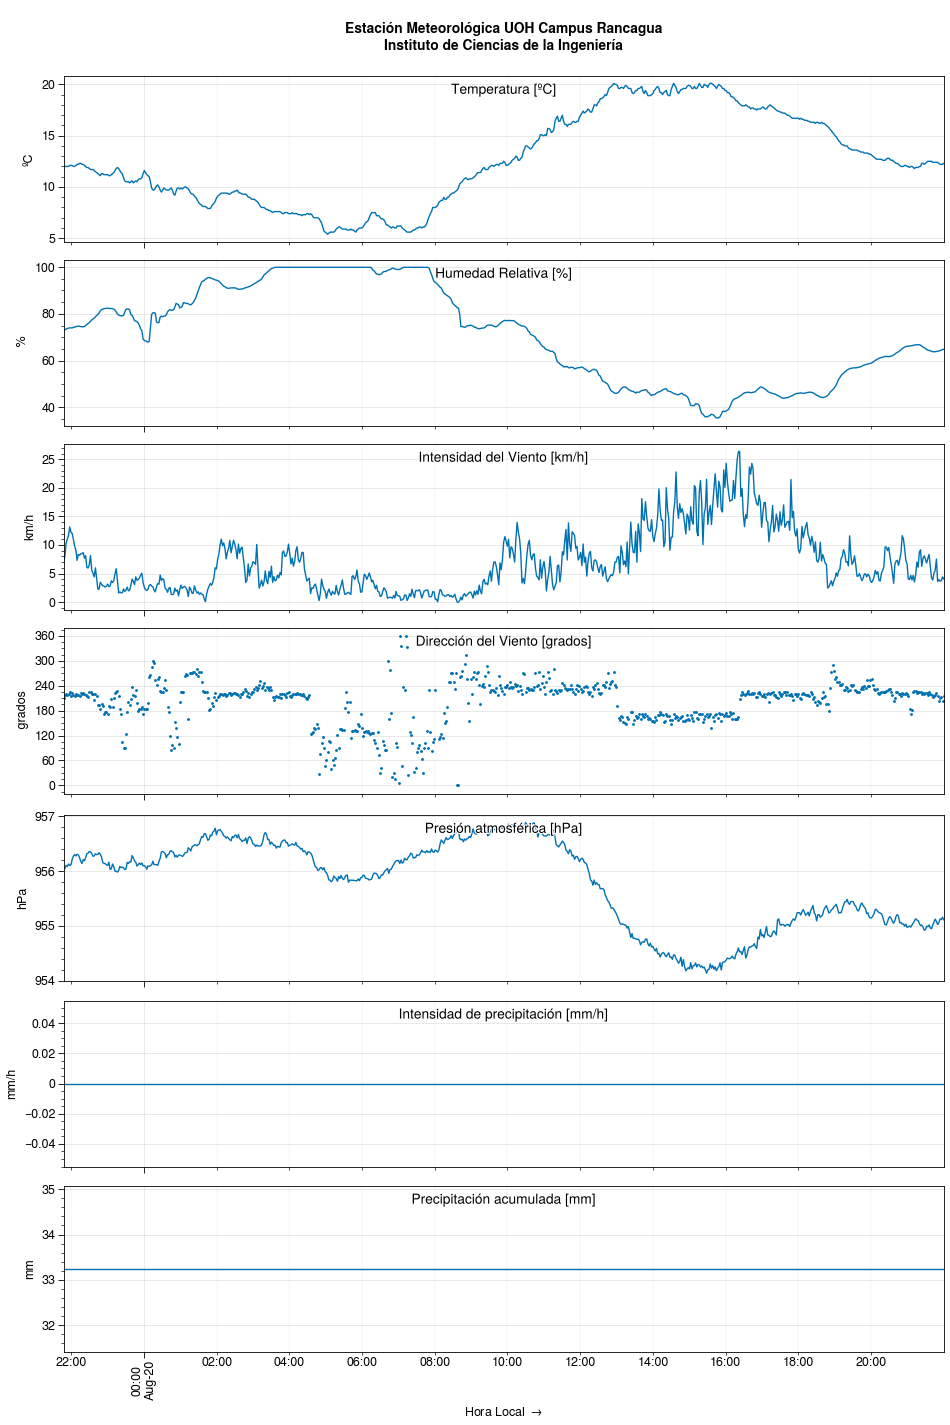 Estación Meteorológica UOH Campus Rancagua
Instituto de Ciencias de la Ingeniería
Temperatura [ºC]
20
15
10
5
ºC
Humedad Relativa [%]
100
80
60
40
%
Intensidad del Viento [km/h]
25
20
15
10
5
0
km/h
Dirección del Viento [grados]
360
300
240
180
120
60
0
grados
Presión atmosférica [hPa]
957
956
955
954
hPa
Intensidad de precipitación [mm/h]
0.04
0.02
0
−0.02
−0.04
mm/h
Precipitación acumulada [mm]
35
34
33
32
mm
22:00
00:00
Aug-20
02:00
04:00
06:00
08:00
10:00
12:00
14:00
16:00
18:00
20:00
Hora Local →